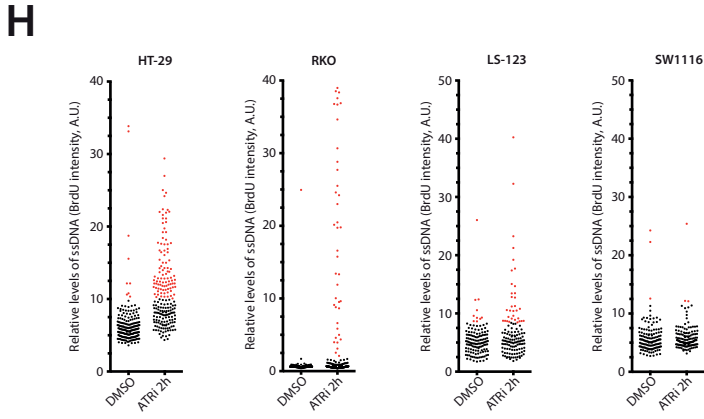 H
HT-29
RKO
LS-123
SW1116
Relative levels of ssDNA (BrdU intensity, A.U.)
40
30
20
10
0
DMSO
ATRi 2h
Relative levels of ssDNA (BrdU intensity, A.U.)
40
30
20
10
0
DMSO
ATRi 2h
Relative levels of ssDNA (BrdU intensity, A.U.)
50
40
30
20
10
0
DMSO
ATRi 2h
Relative levels of ssDNA (BrdU intensity, A.U.)
50
40
30
20
10
0
DMSO
ATRi 2h